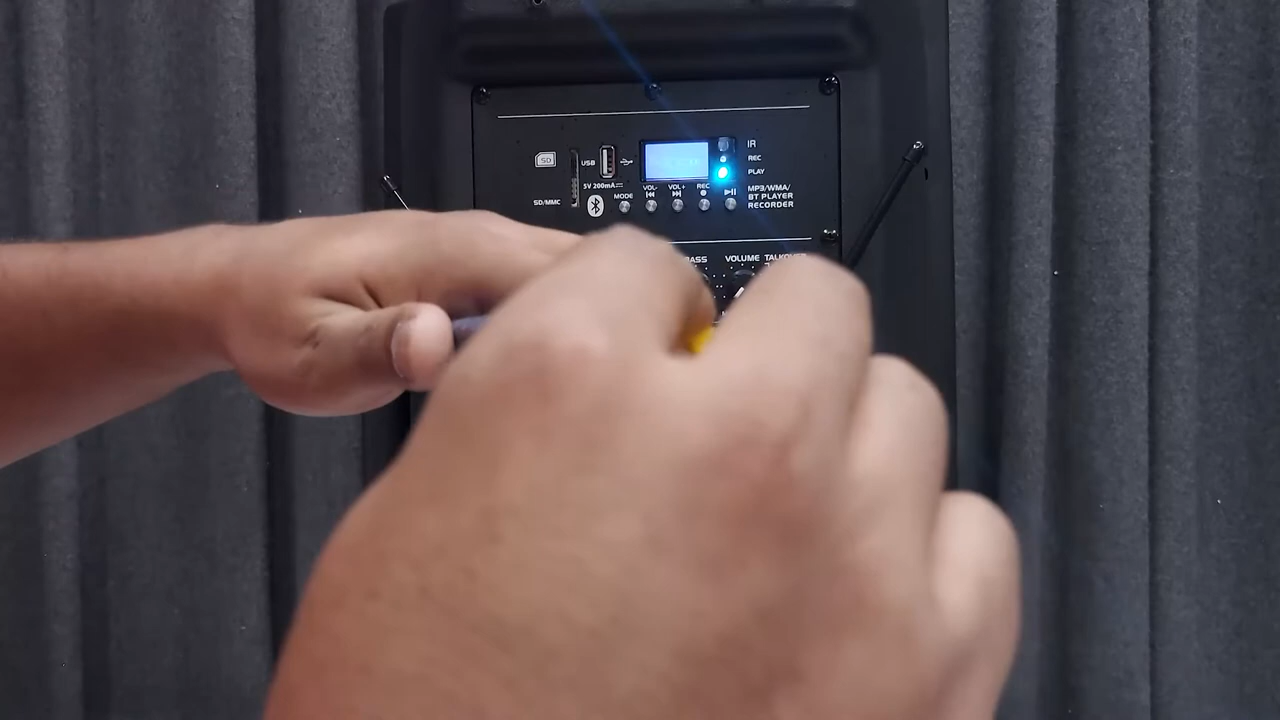 SD
USB
IR
REC
PLAY
5V 200mA
VOL-
VOL+
REC
MODE
SD/MMC
MP3/WMA/
BT PLAYER
RECORDER
VOLUME